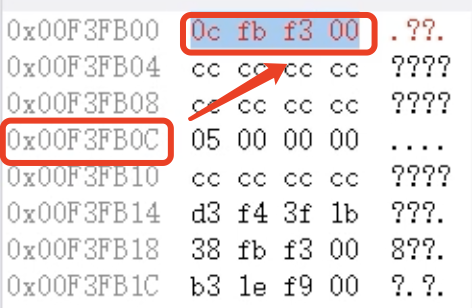 0x00F3FB00 0c fb f3 00 .??.
0x00F3FB04 cc cc cc cc ????
0x00F3FB08 cc cc cc cc ????
0x00F3FB0C 05 00 00 00 ....
0x00F3FB10 cc cc cc cc ????
0x00F3FB14 d3 f4 3f 1b ???.
0x00F3FB18 38 fb f3 00 8??.
0x00F3FB1C b3 1e f9 00 ?.?.